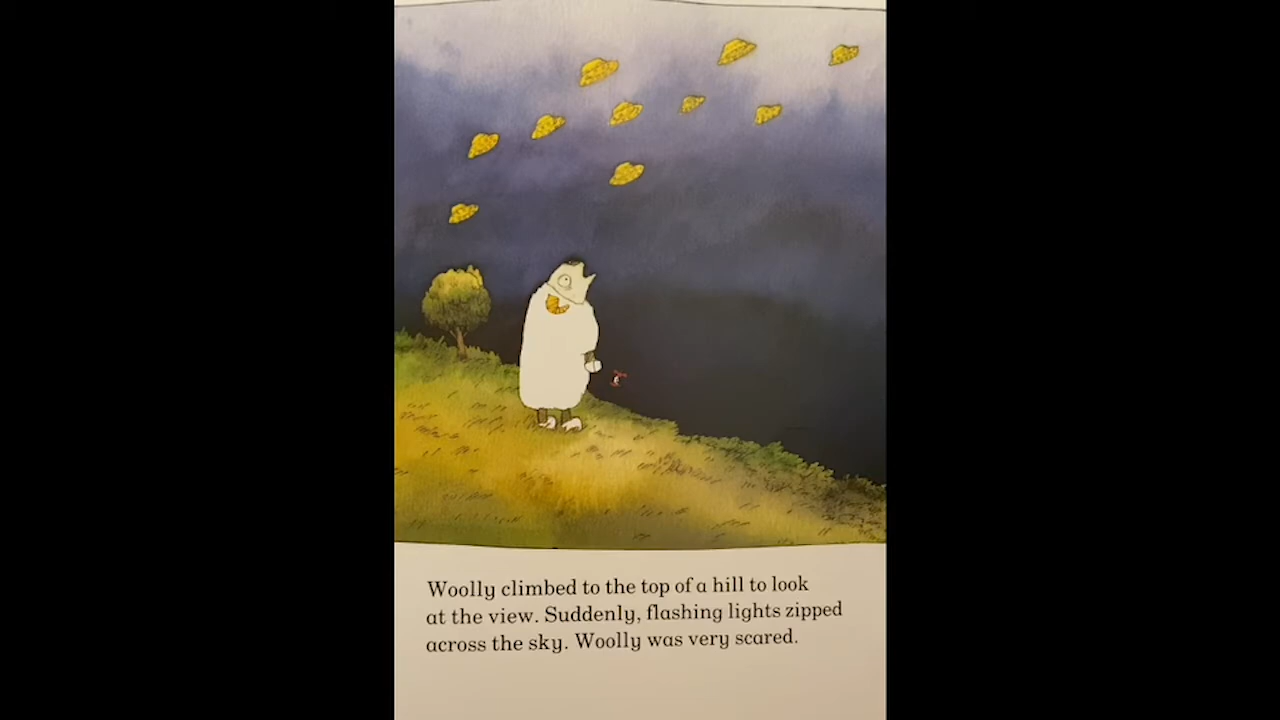 Woolly climbed to the top of a hill to look
at the view. Suddenly, flashing lights zipped
across the sky. Woolly was very scared.